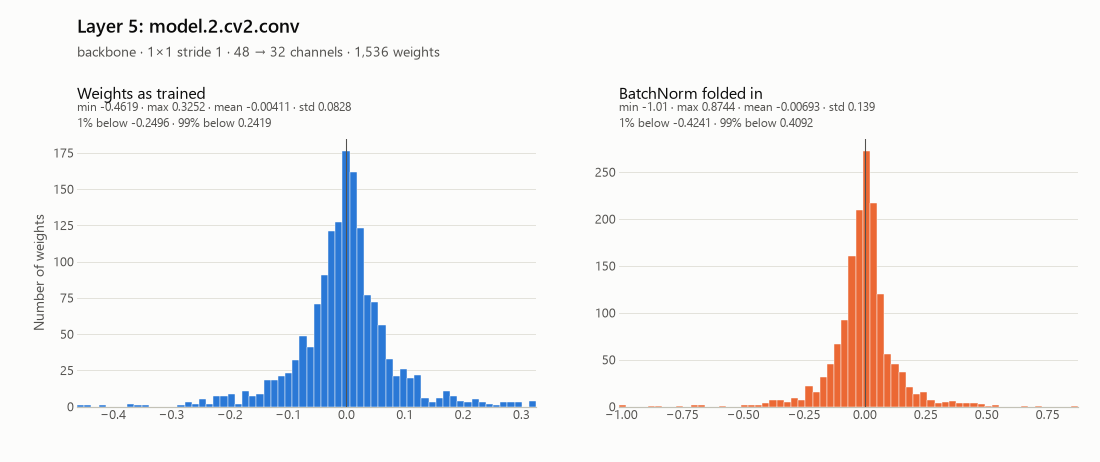 Layer 5: model.2.cv2.conv
backbone · 1×1 stride 1 · 48 → 32 channels · 1,536 weights
Weights as trained
min -0.4619 · max 0.3252 · mean -0.00411 · std 0.0828
1% below -0.2496 · 99% below 0.2419
Number of weights
175
150
125
100
75
50
25
0
−0.4 −0.3 −0.2 −0.1 0.0 0.1 0.2 0.3
BatchNorm folded in
min -1.01 · max 0.8744 · mean -0.00693 · std 0.139
1% below -0.4241 · 99% below 0.4092
250
200
150
100
50
0
−1.00 −0.75 −0.50 −0.25 0.00 0.25 0.50 0.75